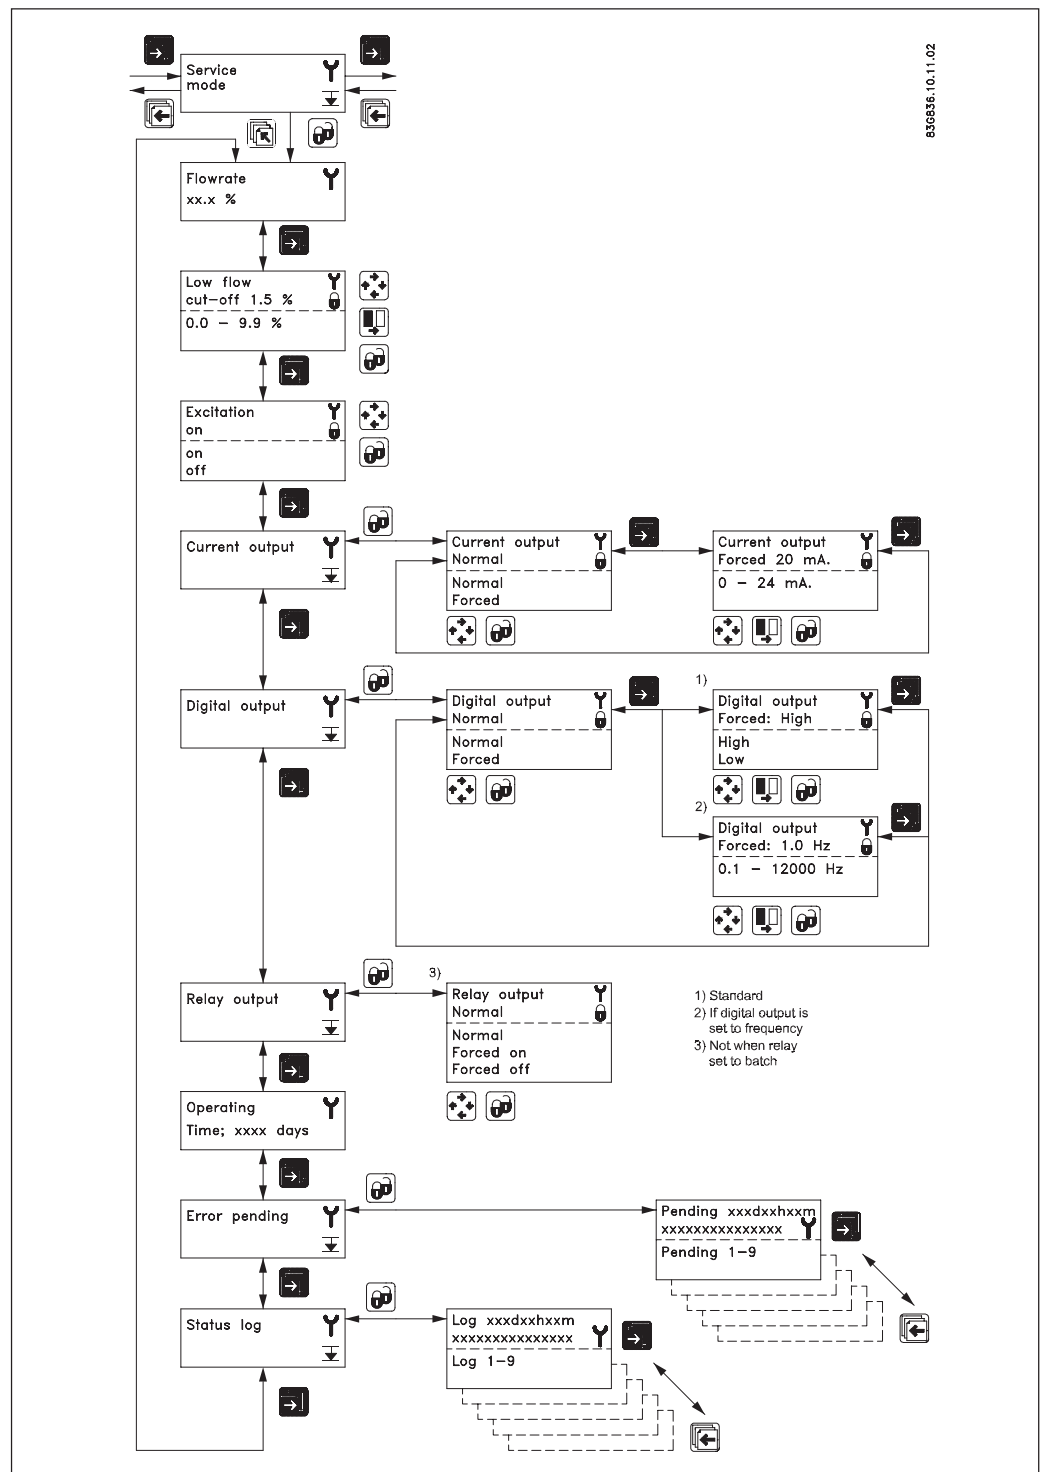 83G836.10.11.02
Service
mode
Flowrate
xx.x %
Low flow
cut-off 1.5 %
0.0 - 9.9 %
Excitation
on
on
off
Current output
Current output
Normal
Normal
Forced
Current output
Forced 20 mA.
0 - 24 mA.
Digital output
Digital output
Normal
Normal
Forced
1)
Digital output
Forced: High
High
Low
2)
Digital output
Forced: 1.0 Hz
0.1 - 12000 Hz
Relay output
3)
Relay output
Normal
Normal
Forced on
Forced off
1) Standard
2) If digital output is
set to frequency
3) Not when relay
set to batch
Operating
Time; xxxx days
Error pending
Pending xxxdxxhxxm
xxxxxxxxxxxxxxx
Pending 1-9
Status log
Log xxxdxxhxxm
xxxxxxxxxxxxxxx
Log 1-9